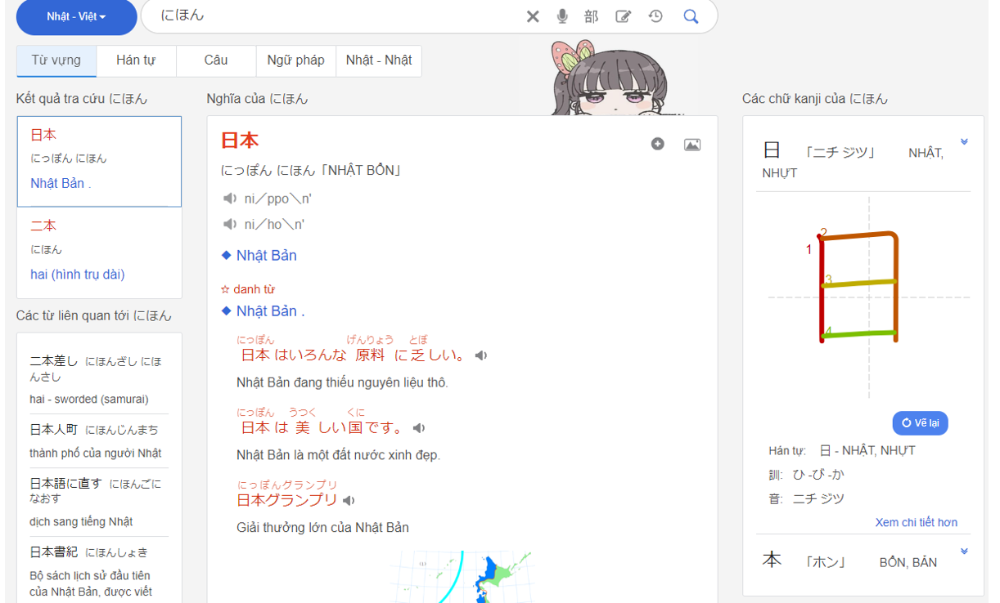 Nhật - Việt
にほん
部
Từ vựng
Hán tự
Câu
Ngữ pháp
Nhật - Nhật
Kết quả tra cứu にほん
日本
にっぽん にほん
Nhật Bản .
二本
にほん
hai (hình trụ dài)
Các từ liên quan tới にほん
二本差し にほんざし にほ
んさし
hai - sworded (samurai)
日本人町 にほんじんまち
thành phố của người Nhật
日本語に直す にほんごに
なおす
dịch sang tiếng Nhật
日本書紀 にほんしょき
Bộ sách lịch sử đầu tiên
của Nhật Bản, được viết
Nghĩa của にほん
日本
にっぽん にほん「NHẬT BỔN」
ni／ppo＼n'
ni／ho＼n'
◆ Nhật Bản
☆ danh từ
◆ Nhật Bản .
にっぽん げんりょう とぼ
日本 はいろんな 原料 に乏 しい。
Nhật Bản đang thiếu nguyên liệu thô.
にっぽん うつく くに
日本 は 美 しい 国 です。
Nhật Bản là một đất nước xinh đẹp.
にっぽんグランプリ
日本グランプリ
Giải thưởng lớn của Nhật Bản
Các chữ kanji của にほん
日 「ニチ ジツ」 NHẬT,
NHỰT
1
2
3
4
Vẽ lại
Hán tự: 日 - NHẬT, NHỰT
訓: ひ -び -か
音: ニチ ジツ
Xem chi tiết hơn
本 「ホン」 BỔN, BẢN